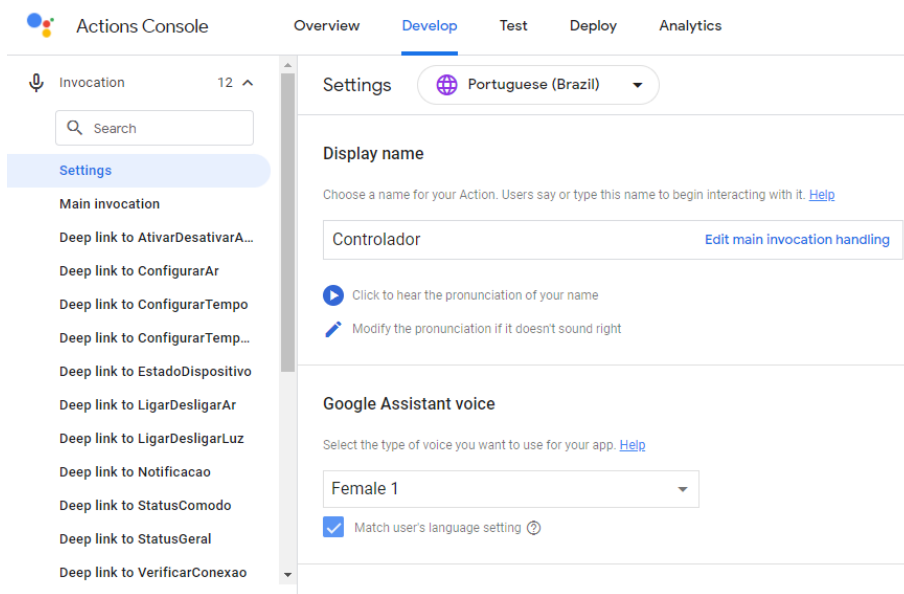 Actions Console
Overview
Develop
Test
Deploy
Analytics
Invocation 12
Search
Settings
Main invocation
Deep link to AtivarDesativarA...
Deep link to ConfigurarAr
Deep link to ConfigurarTempo
Deep link to ConfigurarTemp...
Deep link to EstadoDispositivo
Deep link to LigarDesligarAr
Deep link to LigarDesligarLuz
Deep link to Notificacao
Deep link to StatusComodo
Deep link to StatusGeral
Deep link to VerificarConexao
Settings
Portuguese (Brazil)
Display name
Choose a name for your Action. Users say or type this name to begin interacting with it. Help
Controlador
Edit main invocation handling
Click to hear the pronunciation of your name
Modify the pronunciation if it doesn't sound right
Google Assistant voice
Select the type of voice you want to use for your app. Help
Female 1
Match user's language setting